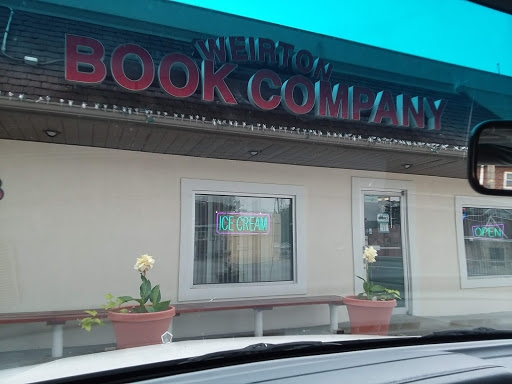 WEIRTON
BOOK COMPANY
ICE CREAM
OPEN